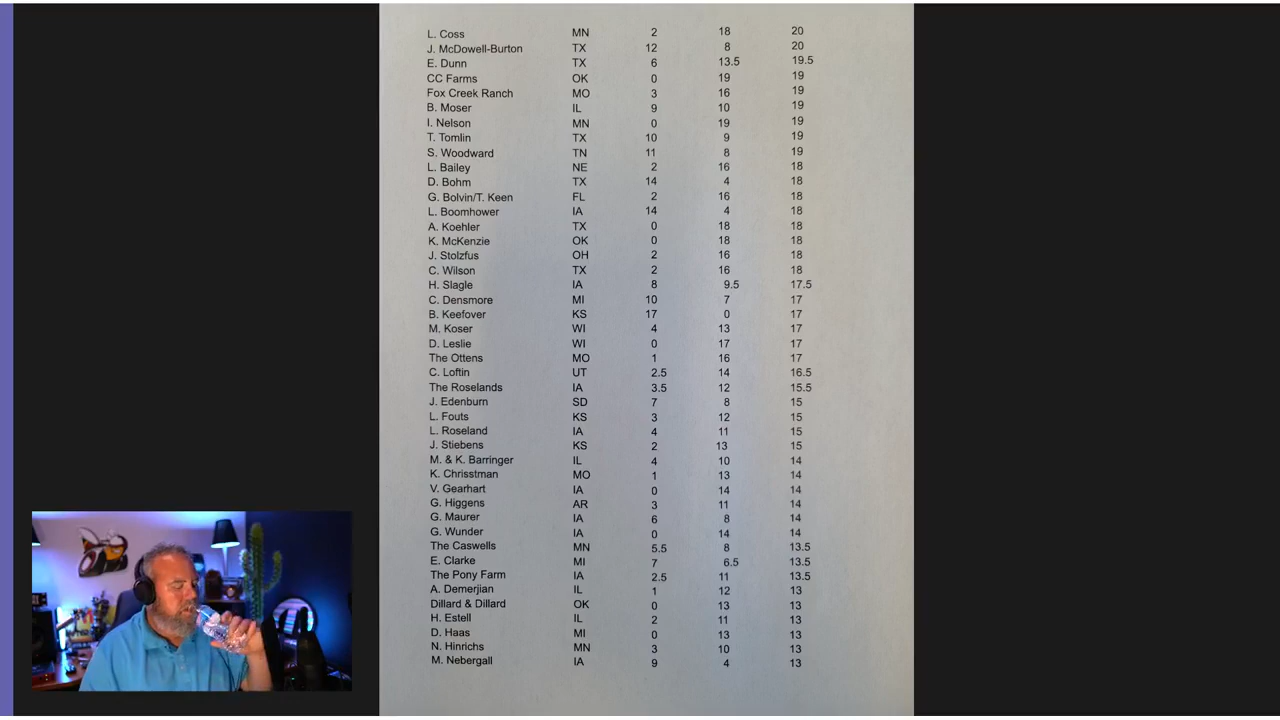 L. Coss MN 2 18 20
J. McDowell-Burton TX 12 8 20
E. Dunn TX 6 13.5 19.5
CC Farms OK 0 19 19
Fox Creek Ranch MO 3 16 19
B. Moser IL 9 10 19
I. Nelson MN 0 19 19
T. Tomlin TX 10 9 19
S. Woodward TN 11 8 19
L. Bailey NE 2 16 18
D. Bohm TX 14 4 18
G. Bolvin/T. Keen FL 2 16 18
L. Boomhower IA 14 4 18
A. Koehler TX 0 18 18
K. McKenzie OK 0 18 18
J. Stolzfus OH 2 16 18
C. Wilson TX 2 16 18
H. Slagle IA 8 9.5 17.5
C. Densmore MI 10 7 17
B. Keefover KS 17 0 17
M. Koser WI 4 13 17
D. Leslie WI 0 17 17
The Ottens MO 1 16 17
C. Loftin UT 2.5 14 16.5
The Roselands IA 3.5 12 15.5
J. Edenburn SD 7 8 15
L. Fouts KS 3 12 15
L. Roseland IA 4 11 15
J. Stiebens KS 2 13 15
M. & K. Barringer IL 4 10 14
K. Chrisstman MO 1 13 14
V. Gearhart IA 0 14 14
G. Higgens AR 3 11 14
G. Maurer IA 6 8 14
G. Wunder IA 0 14 14
The Caswells MN 5.5 8 13.5
E. Clarke MI 7 6.5 13.5
The Pony Farm IA 2.5 11 13.5
A. Demerjian IL 1 12 13
Dillard & Dillard OK 0 13 13
H. Estell IL 2 11 13
D. Haas MI 0 13 13
N. Hinrichs MN 3 10 13
M. Nebergall IA 9 4 13